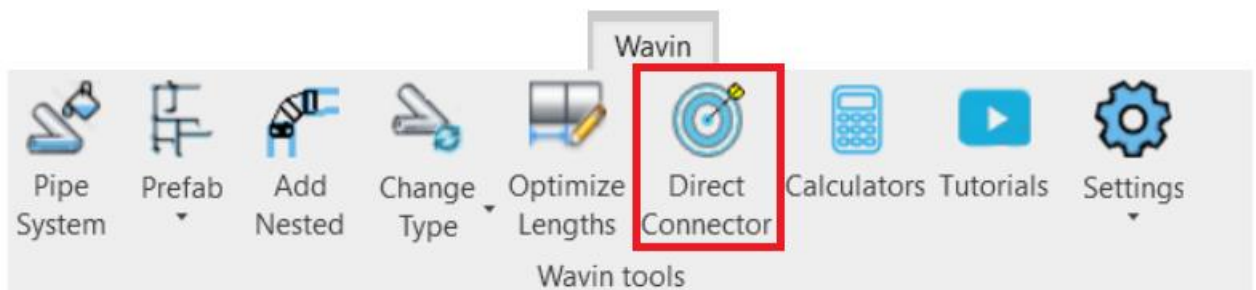 Wavin
Pipe Prefab Add Change Optimize Direct Calculators Tutorials Settings
System Nested Type Lengths Connector
Wavin tools